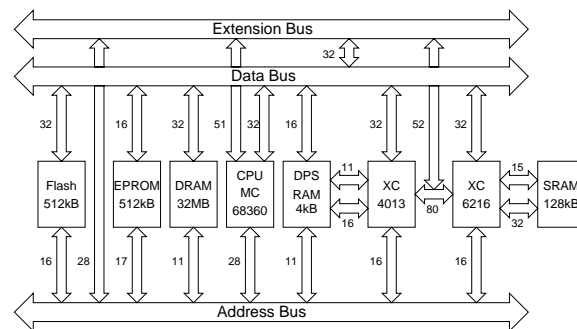 Extension Bus
32
Data Bus
32 16 32 51 32 16 32 52 32
Flash 512kB
EPROM 512kB
DRAM 32MB
CPU MC 68360
DPS RAM 4kB
11
16
XC 4013
80
XC 6216
15
32
SRAM 128kB
16 28 17 11 28 11 16 16
Address Bus